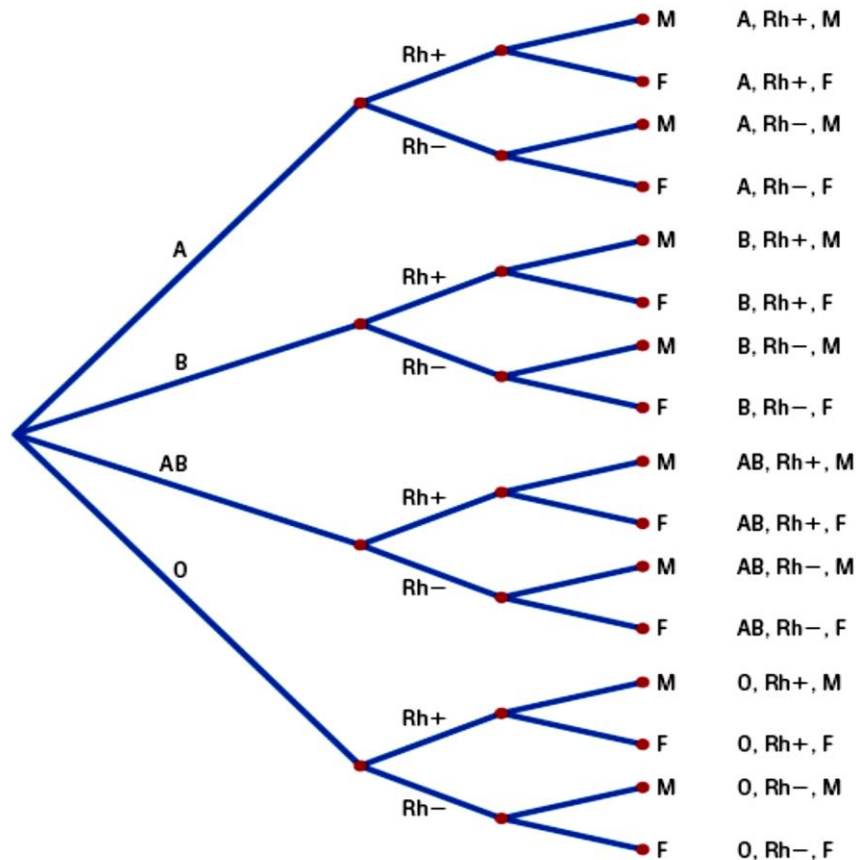 M A, Rh+, M
Rh+
F A, Rh+, F
M A, Rh−, M
Rh−
F A, Rh−, F
A
M B, Rh+, M
Rh+
F B, Rh+, F
B
M B, Rh−, M
Rh−
F B, Rh−, F
AB
M AB, Rh+, M
Rh+
F AB, Rh+, F
O
M AB, Rh−, M
Rh−
F AB, Rh−, F
M O, Rh+, M
Rh+
F O, Rh+, F
M O, Rh−, M
Rh−
F O, Rh−, F